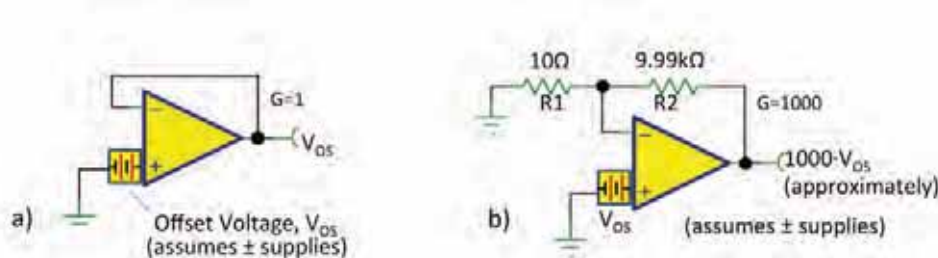 G=1
−
+
V_OS
a)
Offset Voltage, V_OS
(assumes ± supplies)
10Ω
9.99kΩ
R1
R2
G=1000
−
+
1000·V_OS
(approximately)
b)
V_OS
(assumes ± supplies)